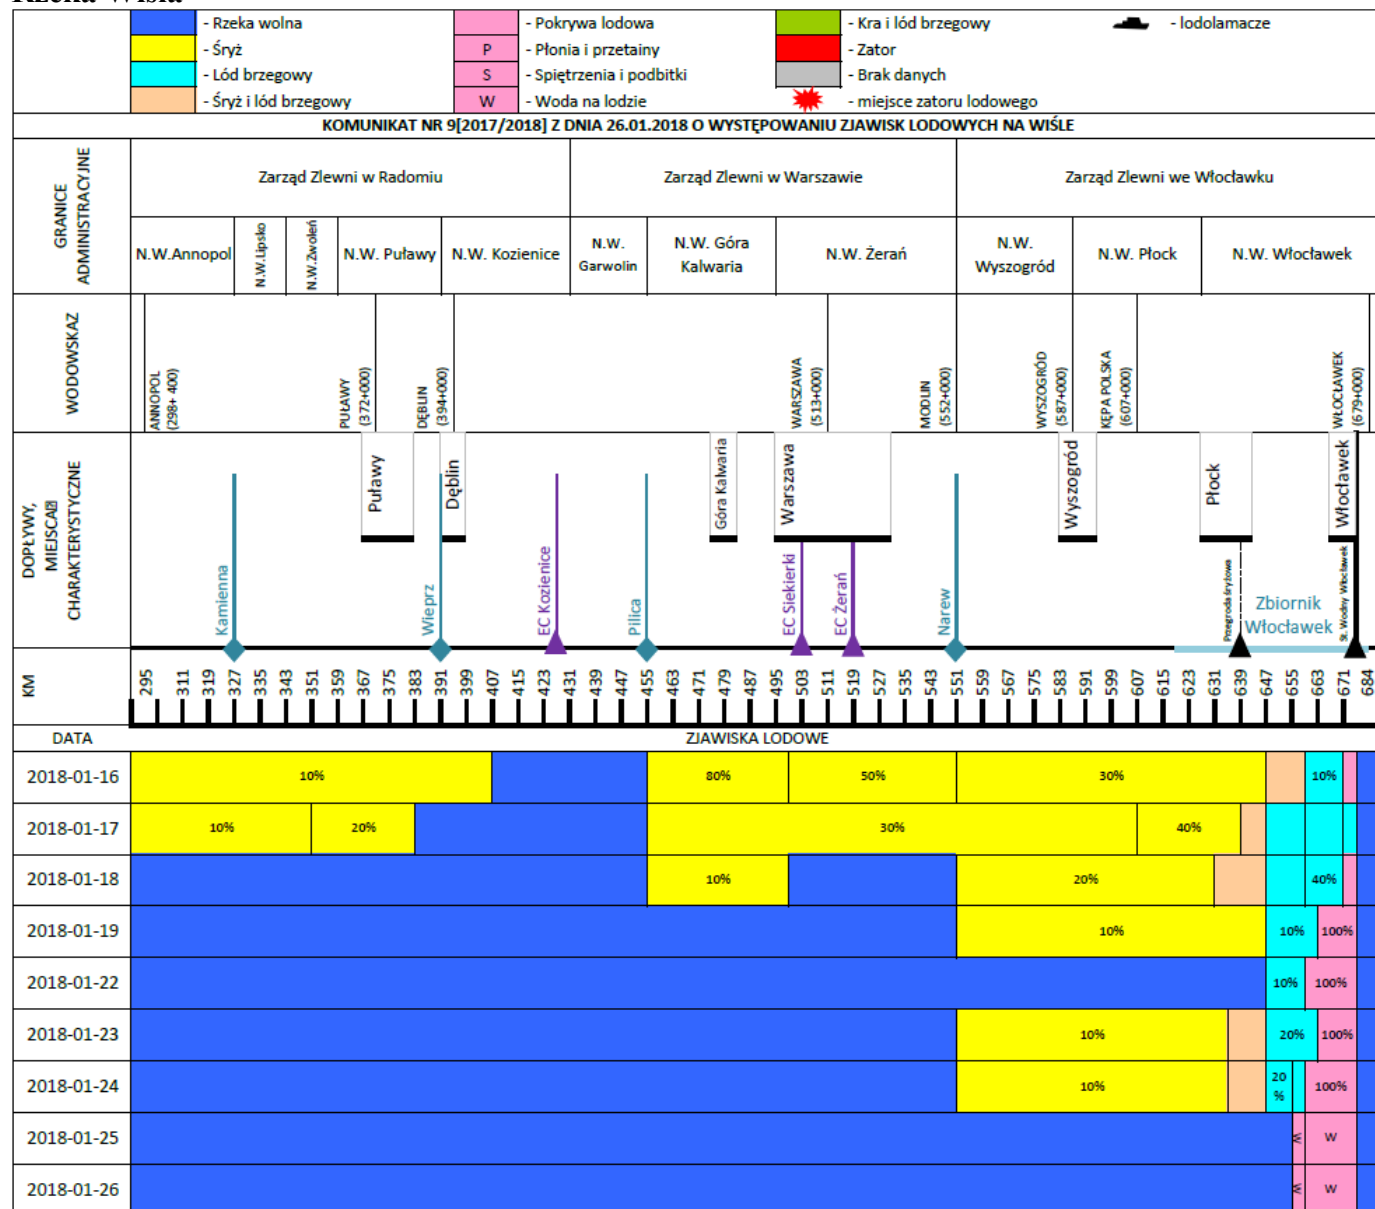 Rzeka Wisła
- Rzeka wolna
- Pokrywa lodowa
- Kra i lód brzegowy
- lodolamacze
- Śryż
P - Płonia i przetainy
- Zator
- Lód brzegowy
S - Spiętrzenia i podbitki
- Brak danych
- Śryż i lód brzegowy
W - Woda na lodzie
- miejsce zatoru lodowego
KOMUNIKAT NR 9[2017/2018] Z DNIA 26.01.2018 O WYSTĘPOWANIU ZJAWISK LODOWYCH NA WIŚLE
GRANICE
ADMINISTRACYJNE
Zarząd Zlewni w Radomiu
Zarząd Zlewni w Warszawie
Zarząd Zlewni we Włocławku
N.W.Annopol
N.W.Lipsko
N.W.Zwoleń
N.W. Puławy
N.W. Kozienice
N.W.
Garwolin
N.W. Góra
Kalwaria
N.W. Żerań
N.W.
Wyszogród
N.W. Płock
N.W. Włocławek
WODOWSKAZ
ANNOPOL
(298+ 400)
PUŁAWY
(372+000)
DĘBLIN
(394+000)
WARSZAWA
(513+000)
MODLIN
(552+000)
WYSZOGRÓD
(587+000)
KĘPA POLSKA
(607+000)
WŁOCŁAWEK
(679+000)
DOPŁYWY,
MIEJSCA
CHARAKTERYSTYCZNE
Kamienna
Puławy
Wieprz
Dęblin
EC Kozienice
Pilica
Góra Kalwaria
Warszawa
EC Siekierki
EC Żerań
Narew
Wyszogród
Płock
Przegroda śryżowa
Zbiornik
Włocławek
St. Wodny Włocławek
Włocławek
KM
295 311 319 327 335 343 351 359 367 375 383 391 399 407 415 423 431 439 447 455 463 471 479 487 495 503 511 519 527 535 543 551 559 567 575 583 591 599 607 615 623 631 639 647 655 663 671 684
DATA
ZJAWISKA LODOWE
2018-01-16 10% 80% 50% 30% 10%
2018-01-17 10% 20% 30% 40%
2018-01-18 10% 20% 40%
2018-01-19 10% 10% 100%
2018-01-22 10% 100%
2018-01-23 10% 20% 100%
2018-01-24 10% 20 % 100%
2018-01-25 W W
2018-01-26 W W